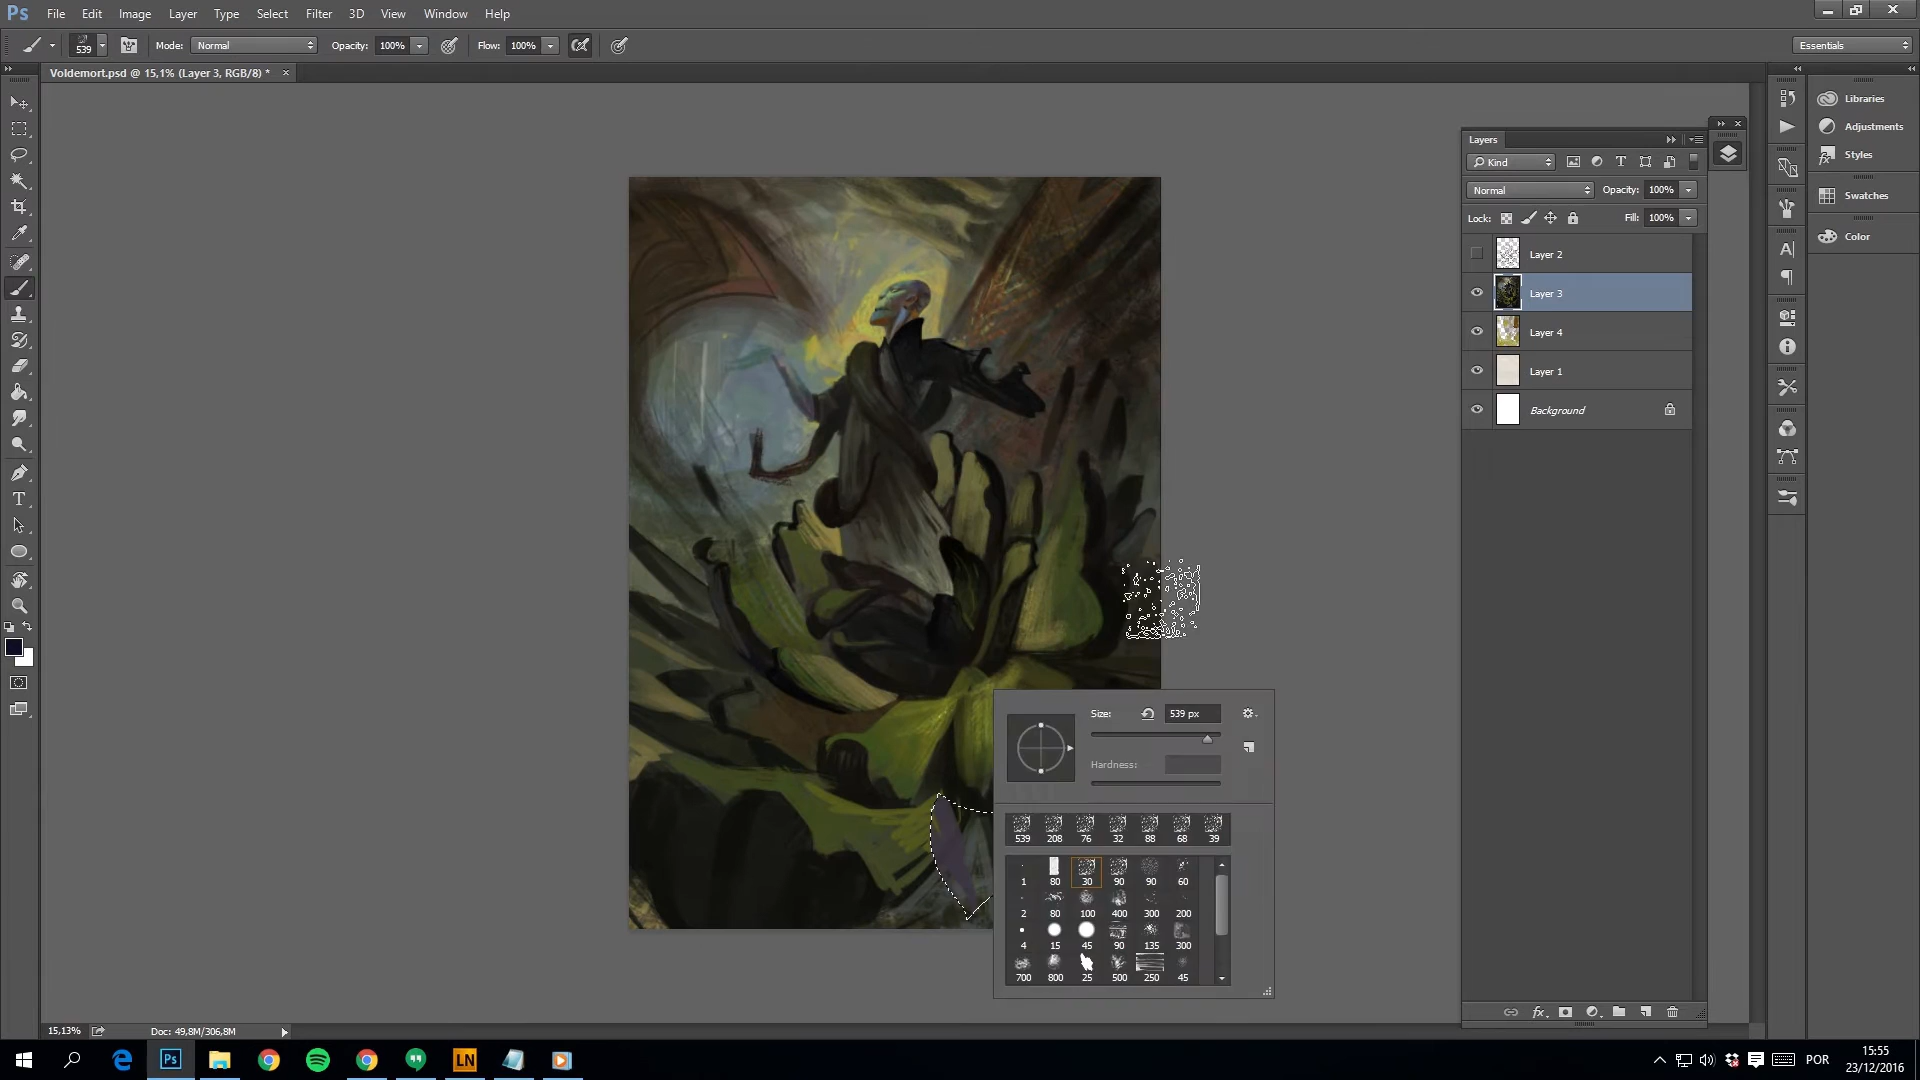 Ps File Edit Image Layer Type Select Filter 3D View Window Help
539 Mode: Normal Opacity: 100% Flow: 100% Essentials
Voldemort.psd @ 15,1% (Layer 3, RGB/8) * ×
Libraries
Adjustments
Styles
Swatches
Color
Layers
Kind
Normal Opacity: 100%
Lock: Fill: 100%
Layer 2
Layer 3
Layer 4
Layer 1
Background
Size: 539 px
Hardness:
539 208 76 32 88 68 39
1 80 30 90 90 60
2 80 100 400 300 200
4 15 45 90 135 300
700 800 25 500 250 45
15,13% Doc: 49,8M/306,8M
Ps LN POR
15:55
23/12/2016